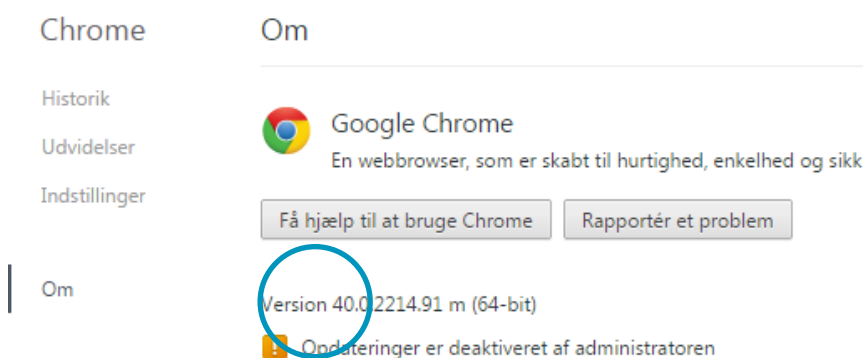 Chrome
Om
Historik
Udvidelser
Indstillinger
Om
Google Chrome
En webbrowser, som er skabt til hurtighed, enkelhed og sikk
Få hjælp til at bruge Chrome
Rapportér et problem
Version 40.0.2214.91 m (64-bit)
Opdateringer er deaktiveret af administratoren